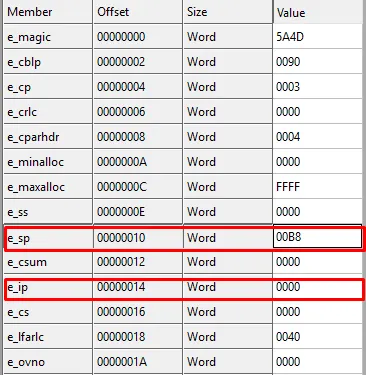 Member Offset Size Value
e_magic 00000000 Word 5A4D
e_cblp 00000002 Word 0090
e_cp 00000004 Word 0003
e_crlc 00000006 Word 0000
e_cparhdr 00000008 Word 0004
e_minalloc 0000000A Word 0000
e_maxalloc 0000000C Word FFFF
e_ss 0000000E Word 0000
e_sp 00000010 Word 00B8
e_csum 00000012 Word 0000
e_ip 00000014 Word 0000
e_cs 00000016 Word 0000
e_lfarlc 00000018 Word 0040
e_ovno 0000001A Word 0000